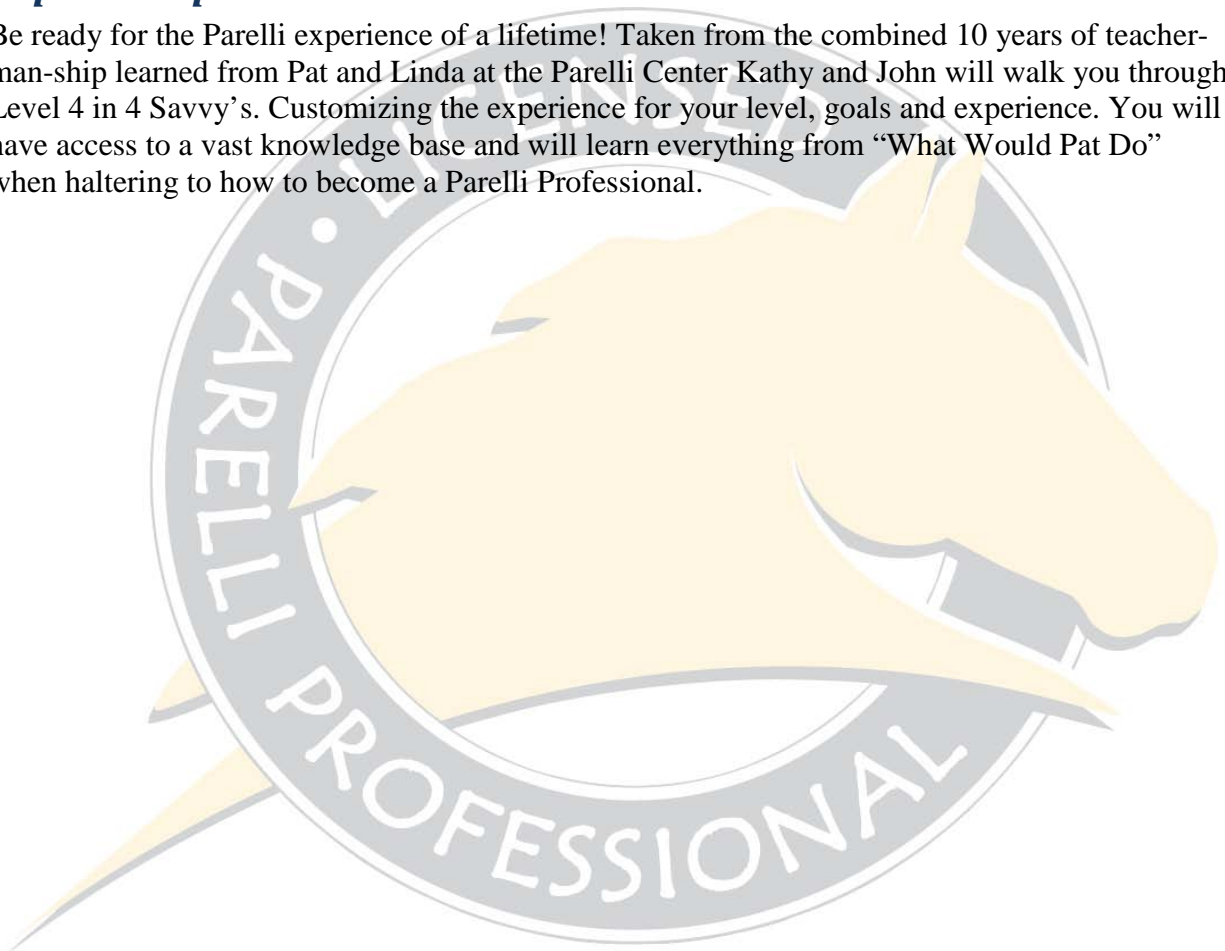 Be ready for the Parelli experience of a lifetime! Taken from the combined 10 years of teacher-
man-ship learned from Pat and Linda at the Parelli Center Kathy and John will walk you through
Level 4 in 4 Savvy’s. Customizing the experience for your level, goals and experience. You will
have access to a vast knowledge base and will learn everything from “What Would Pat Do”
when haltering to how to become a Parelli Professional.
• LICENSED
PARELLI PROFESSIONAL